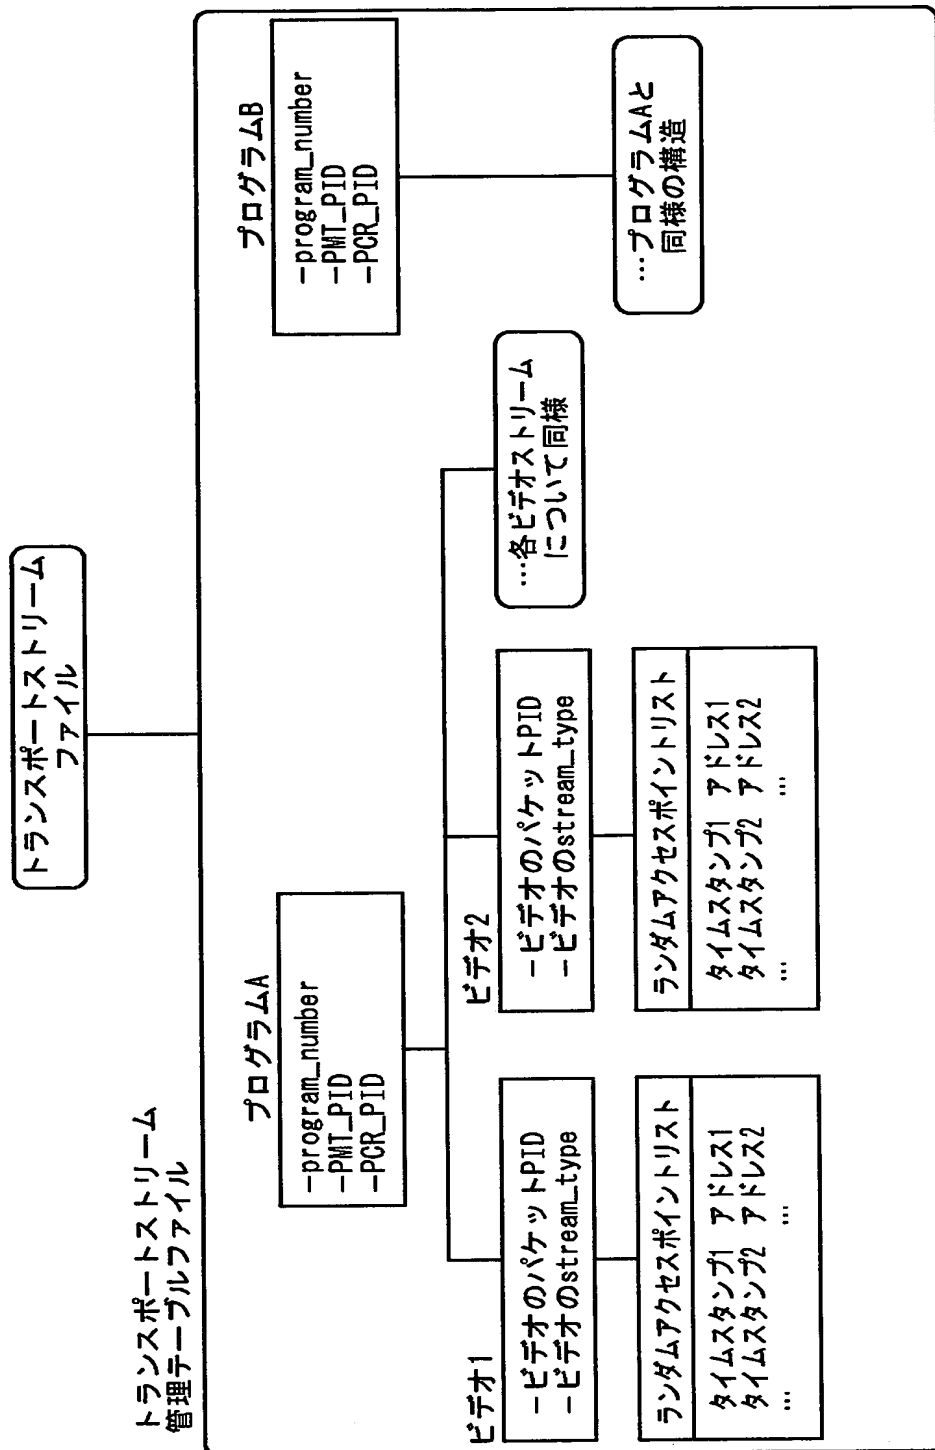 トランスポートストリーム
ファイル
トランスポートストリーム
管理テーブルファイル
プログラムA
-program_number
-PMT_PID
-PCR_PID
プログラムB
-program_number
-PMT_PID
-PCR_PID
ビデオ1
-ビデオのパケットPID
-ビデオのstream_type
ランダムアクセスポイントリスト
タイムスタンプ1 アドレス1
タイムスタンプ2 アドレス2
… …
ビデオ2
-ビデオのパケットPID
-ビデオのstream_type
ランダムアクセスポイントリスト
タイムスタンプ1 アドレス1
タイムスタンプ2 アドレス2
… …
…各ビデオストリーム
について同様
…プログラムAと
同様の構造